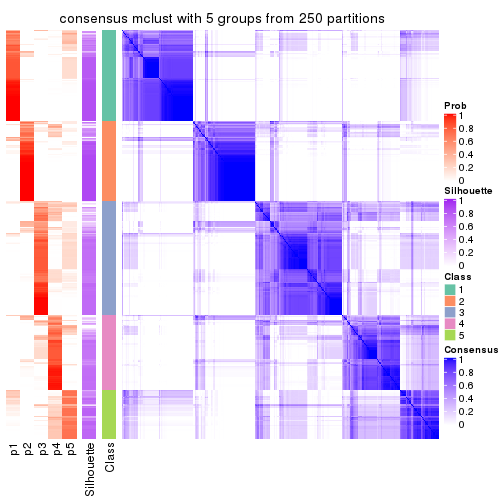 consensus mclust with 5 groups from 250 partitions
Prob
1
0.8
0.6
0.4
0.2
0
Silhouette
1
0.8
0.6
0.4
0.2
0
Class
1
2
3
4
5
Consensus
1
0.8
0.6
0.4
0.2
0
p1
p2
p3
p4
p5
Silhouette
Class